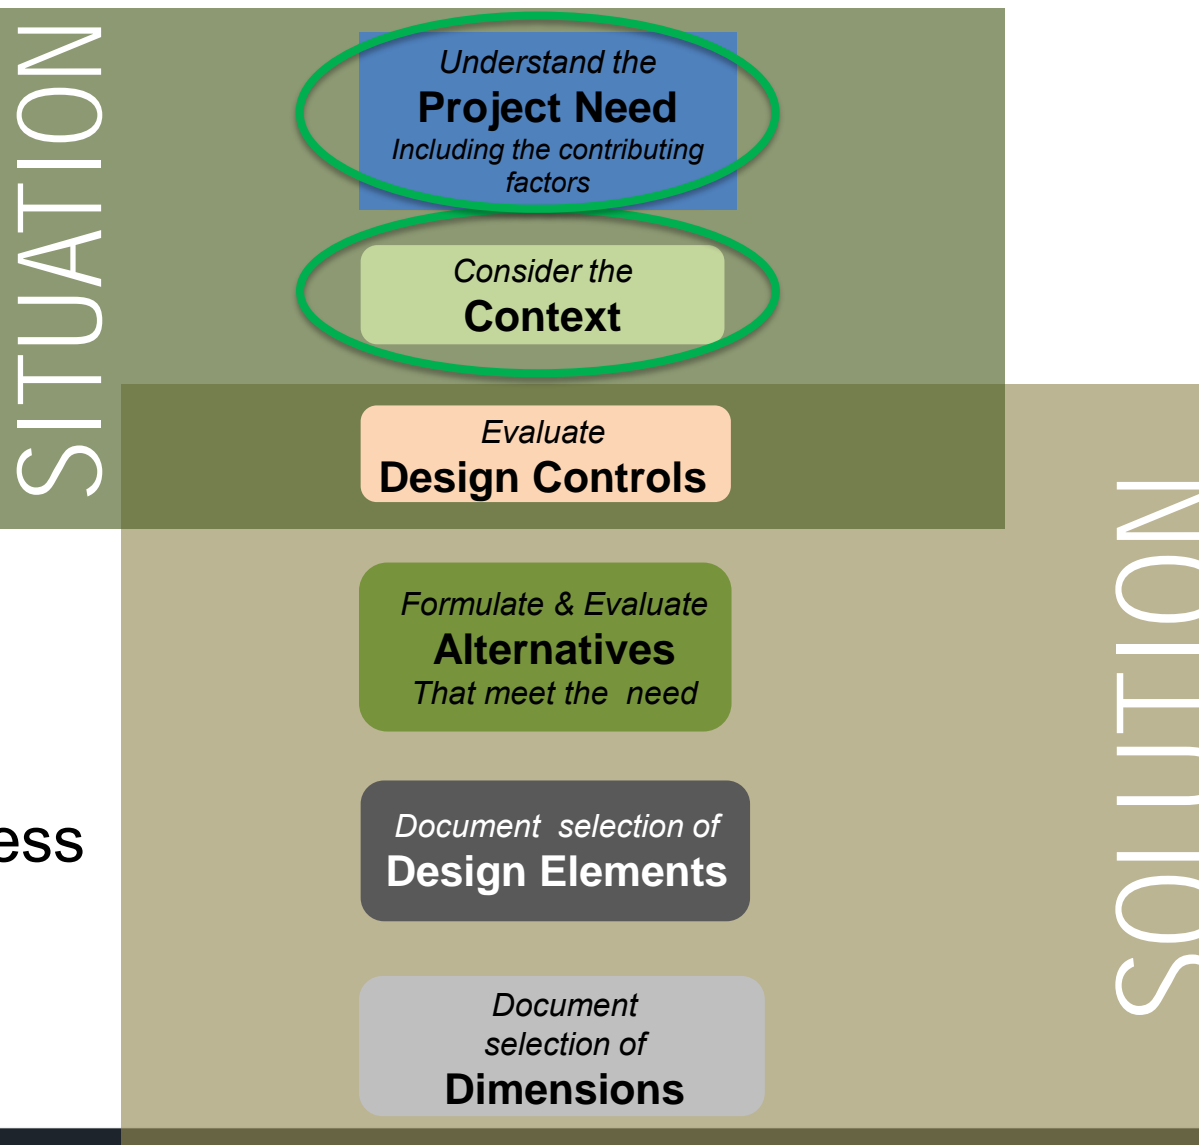 SITUATION
Understand the
Project Need
Including the contributing
factors
Consider the
Context
Evaluate
Design Controls
Formulate & Evaluate
Alternatives
That meet the need
SOLUTION
ess
Document selection of
Design Elements
Document
selection of
Dimensions